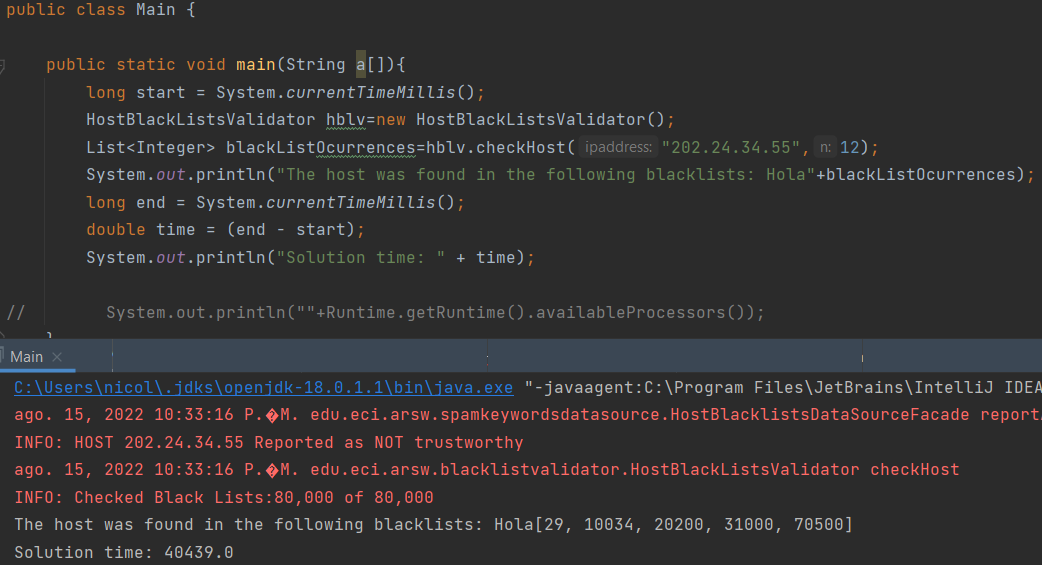 public class Main {
public static void main(String a[]){
long start = System.currentTimeMillis();
HostBlackListsValidator hblv=new HostBlackListsValidator();
List<Integer> blackListOcurrences=hblv.checkHost( ipaddress: "202.24.34.55", n: 12);
System.out.println("The host was found in the following blacklists: Hola"+blackListOcurrences);
long end = System.currentTimeMillis();
double time = (end - start);
System.out.println("Solution time: " + time);
// System.out.println(""+Runtime.getRuntime().availableProcessors());
Main ×
C:\Users\nicol\.jdks\openjdk-18.0.1.1\bin\java.exe "-javaagent:C:\Program Files\JetBrains\IntelliJ IDEA
ago. 15, 2022 10:33:16 P.�M. edu.eci.arsw.spamkeywordsdatasource.HostBlacklistsDataSourceFacade report
INFO: HOST 202.24.34.55 Reported as NOT trustworthy
ago. 15, 2022 10:33:16 P.�M. edu.eci.arsw.blacklistvalidator.HostBlackListsValidator checkHost
INFO: Checked Black Lists:80,000 of 80,000
The host was found in the following blacklists: Hola[29, 10034, 20200, 31000, 70500]
Solution time: 40439.0